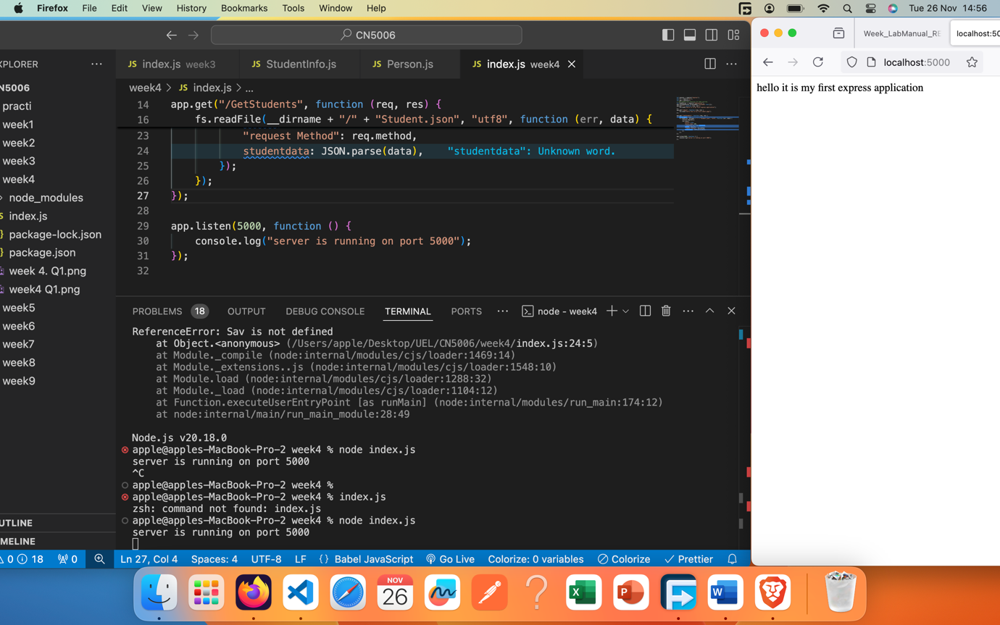 Firefox File Edit View History Bookmarks Tools Window Help Tue 26 Nov 14:56
CN5006
XPLORER
N5006
practi
week1
week2
week3
week4
node_modules
index.js
package-lock.json
package.json
week 4. Q1.png
week4 Q1.png
week5
week6
week7
week8
week9
UTLINE
MELINE
JS index.js week3 JS StudentInfo.js JS Person.js JS index.js week4
week4 > JS index.js > ...
14 app.get("/GetStudents", function (req, res) {
16 fs.readFile(__dirname + "/" + "Student.json", "utf8", function (err, data) {
23 "request Method": req.method,
24 studentdata: JSON.parse(data), "studentdata": Unknown word.
25 });
26 });
27 });
28
29 app.listen(5000, function () {
30 console.log("server is running on port 5000");
31 });
32
PROBLEMS 18 OUTPUT DEBUG CONSOLE TERMINAL PORTS node - week4
ReferenceError: Sav is not defined
at Object.<anonymous> (/Users/apple/Desktop/UEL/CN5006/week4/index.js:24:5)
at Module._compile (node:internal/modules/cjs/loader:1469:14)
at Module._extensions..js (node:internal/modules/cjs/loader:1548:10)
at Module.load (node:internal/modules/cjs/loader:1288:32)
at Module._load (node:internal/modules/cjs/loader:1104:12)
at Function.executeUserEntryPoint [as runMain] (node:internal/modules/run_main:174:12)
at node:internal/main/run_main_module:28:49
Node.js v20.18.0
apple@apples-MacBook-Pro-2 week4 % node index.js
server is running on port 5000
^C
apple@apples-MacBook-Pro-2 week4 %
apple@apples-MacBook-Pro-2 week4 % index.js
zsh: command not found: index.js
apple@apples-MacBook-Pro-2 week4 % node index.js
server is running on port 5000
0 18 0 Ln 27, Col 4 Spaces: 4 UTF-8 LF {} Babel JavaScript Go Live Colorize: 0 variables Colorize Prettier
Week_LabManual_RE localhost:50
localhost:5000
hello it is my first express application
NOV
26
X
P
W